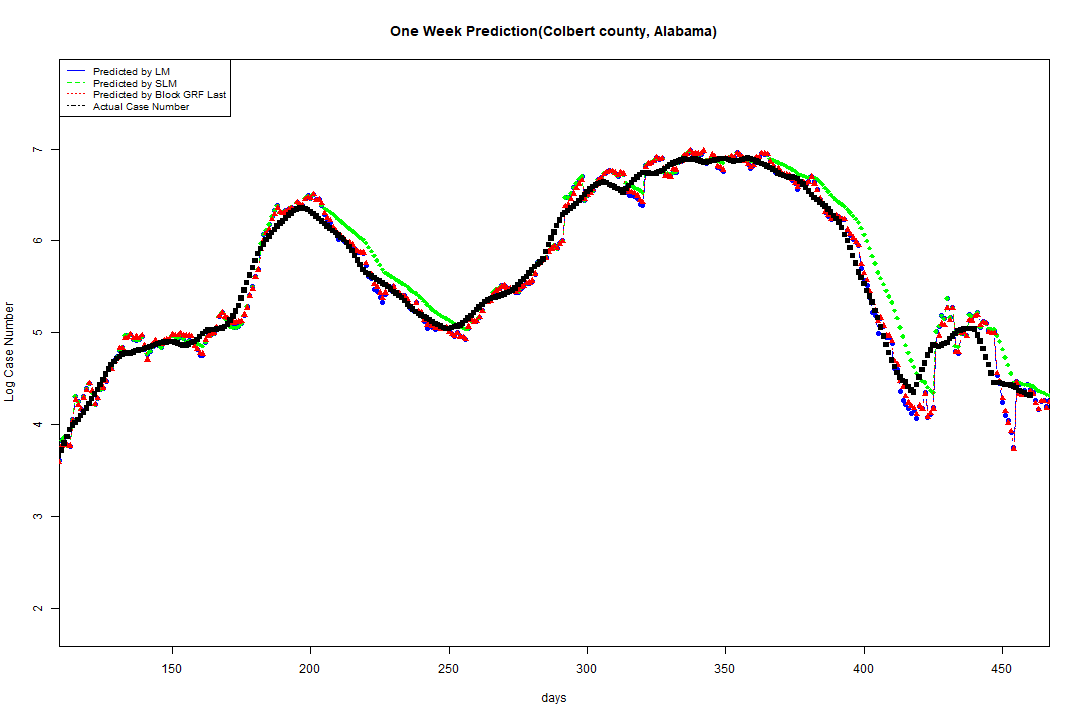 One Week Prediction(Colbert county, Alabama)
Predicted by LM
Predicted by SLM
Predicted by Block GRF Last
Actual Case Number
Log Case Number
7
6
5
4
3
2
150 200 250 300 350 400 450
days